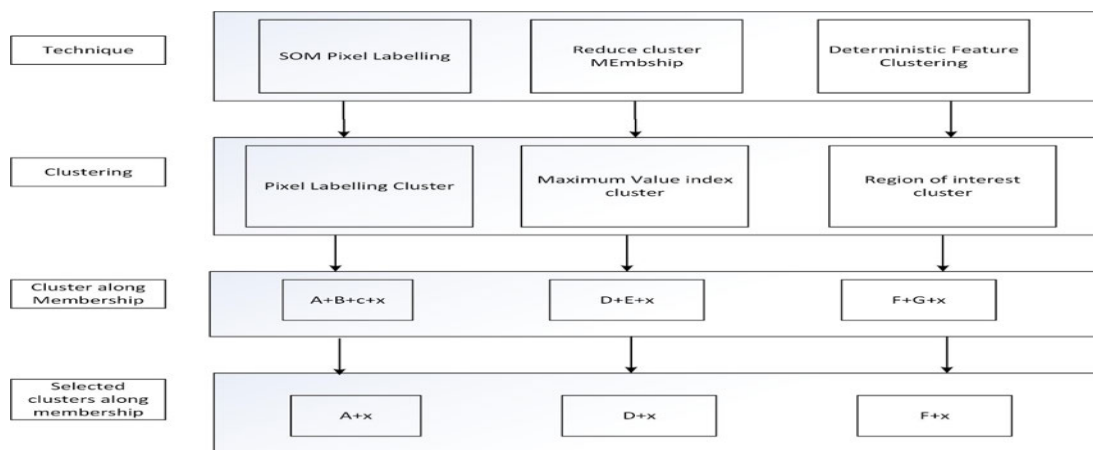 Technique
SOM Pixel Labelling
Reduce cluster
MEmbship
Deterministic Feature
Clustering
Clustering
Pixel Labelling Cluster
Maximum Value index
cluster
Region of interest
cluster
Cluster along
Membership
A+B+c+x
D+E+x
F+G+x
Selected
clusters along
membership
A+x
D+x
F+x